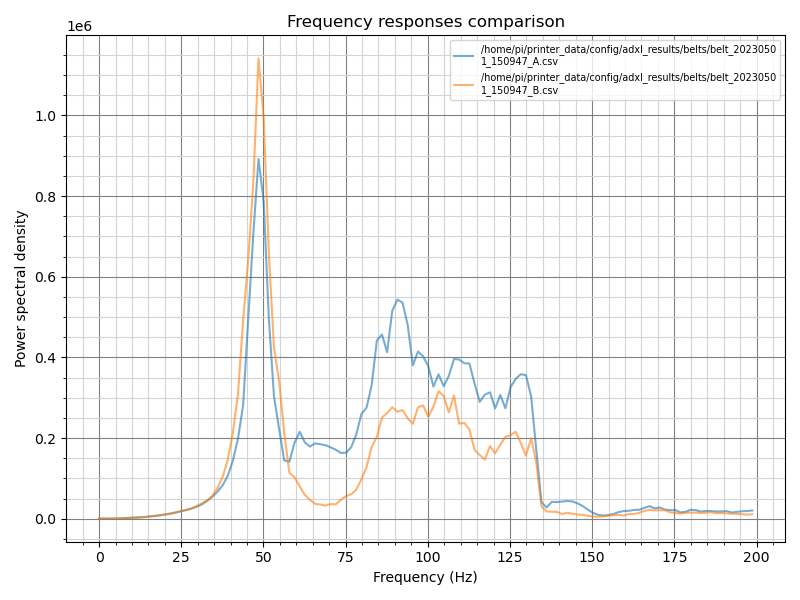 Frequency responses comparison
1e6
/home/pi/printer_data/config/adxl_results/belts/belt_2023050
1_150947_A.csv
/home/pi/printer_data/config/adxl_results/belts/belt_2023050
1_150947_B.csv
1.0
0.8
0.6
0.4
0.2
0.0
Power spectral density
0 25 50 75 100 125 150 175 200
Frequency (Hz)